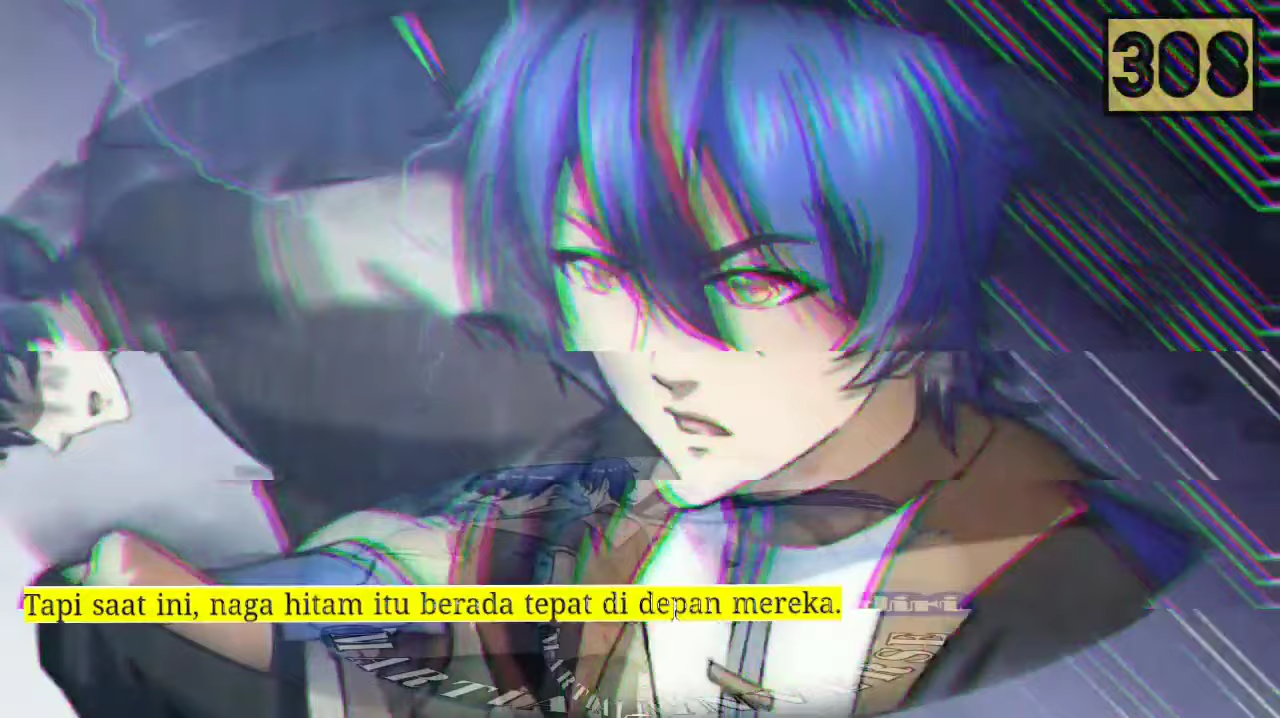 308
Tapi saat ini, naga hitam itu berada tepat di depan mereka.